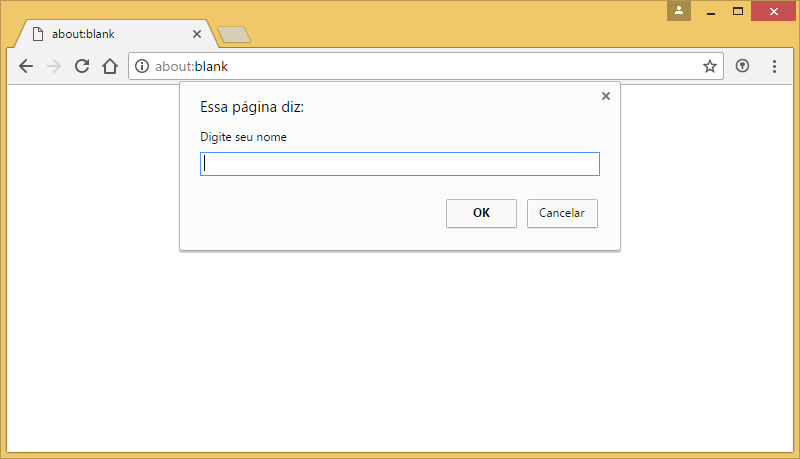 about:blank
about:blank
Essa página diz:
Digite seu nome
OK Cancelar